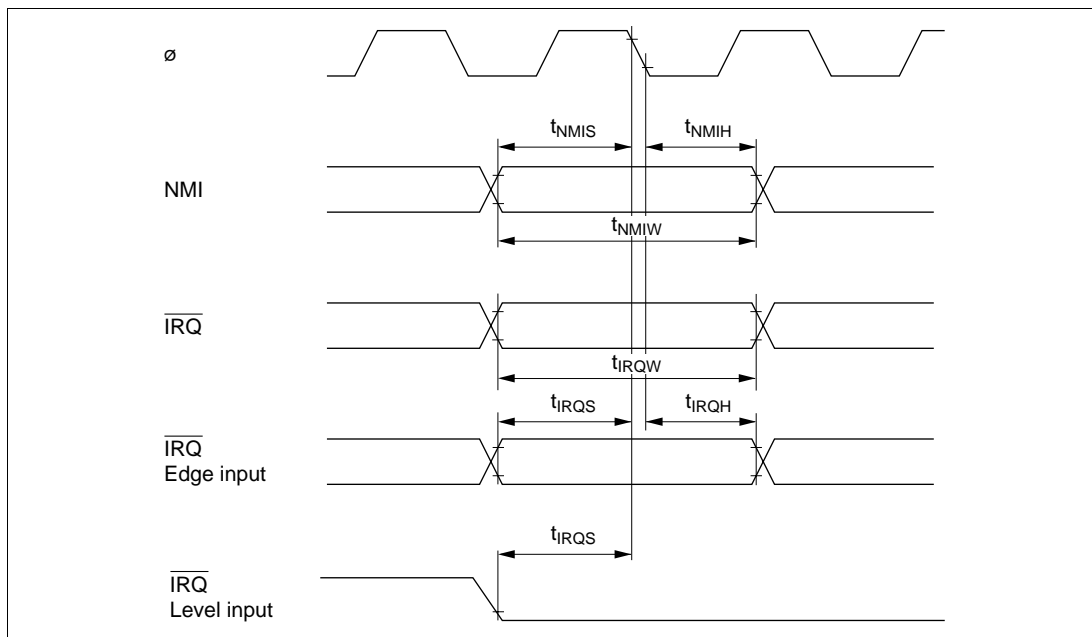 ø
tNMIS tNMIH
NMI
tNMIW
IRQ
tIRQW
tIRQS tIRQH
IRQ
Edge input
tIRQS
IRQ
Level input